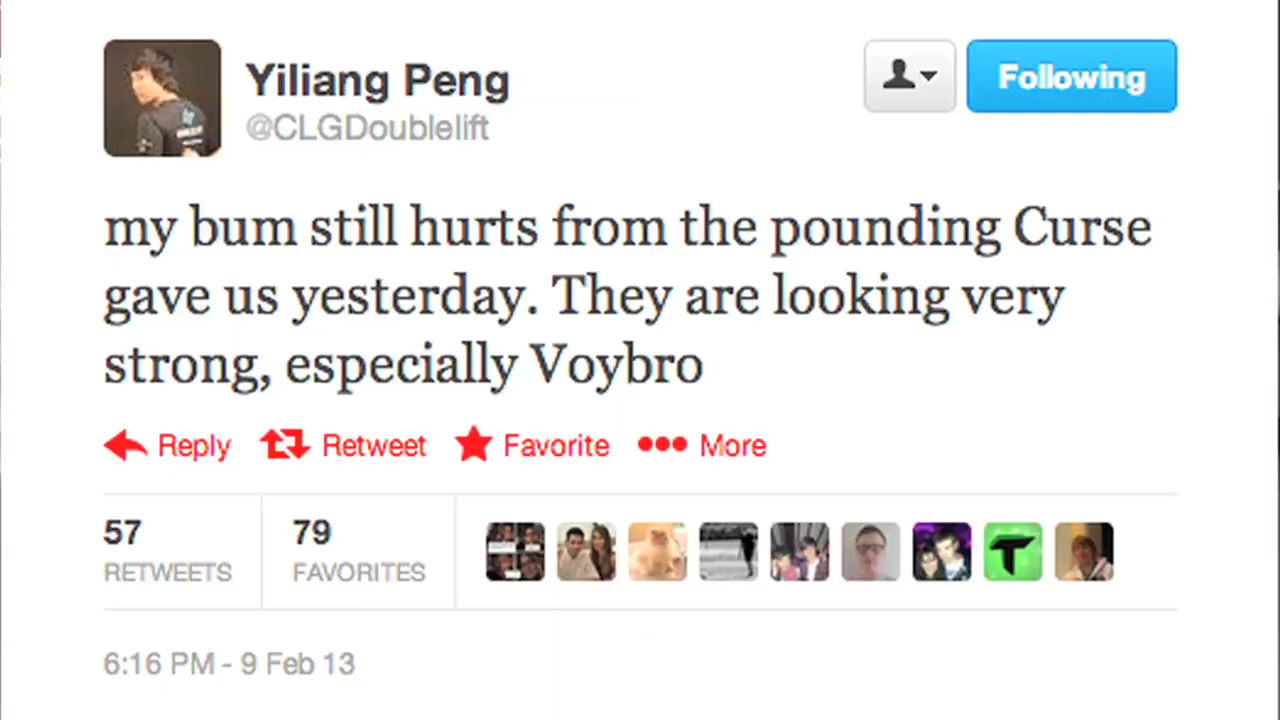 Yiliang Peng
@CLGDoublelift
Following
my bum still hurts from the pounding Curse
gave us yesterday. They are looking very
strong, especially Voybro
Reply Retweet Favorite More
57 79
RETWEETS FAVORITES
T
6:16 PM - 9 Feb 13